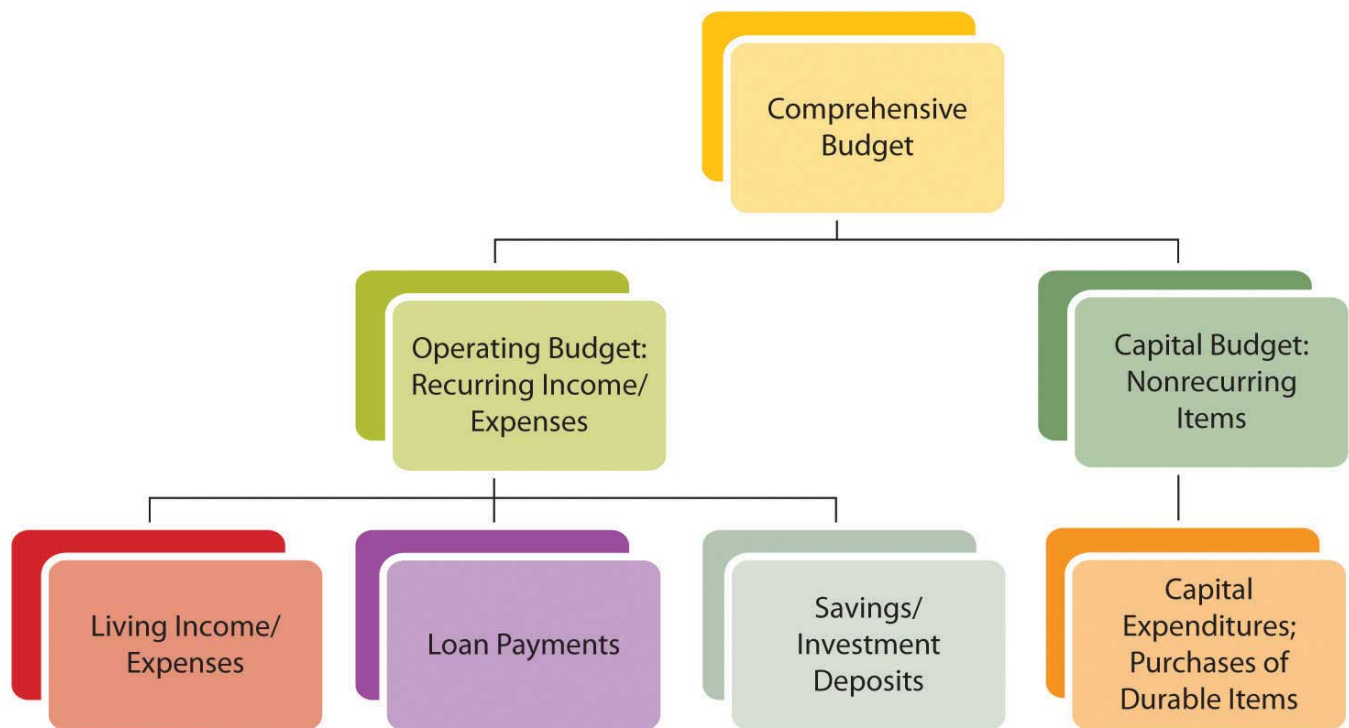 Comprehensive
Budget
Operating Budget:
Recurring Income/
Expenses
Capital Budget:
Nonrecurring
Items
Living Income/
Expenses
Loan Payments
Savings/
Investment
Deposits
Capital
Expenditures;
Purchases of
Durable Items